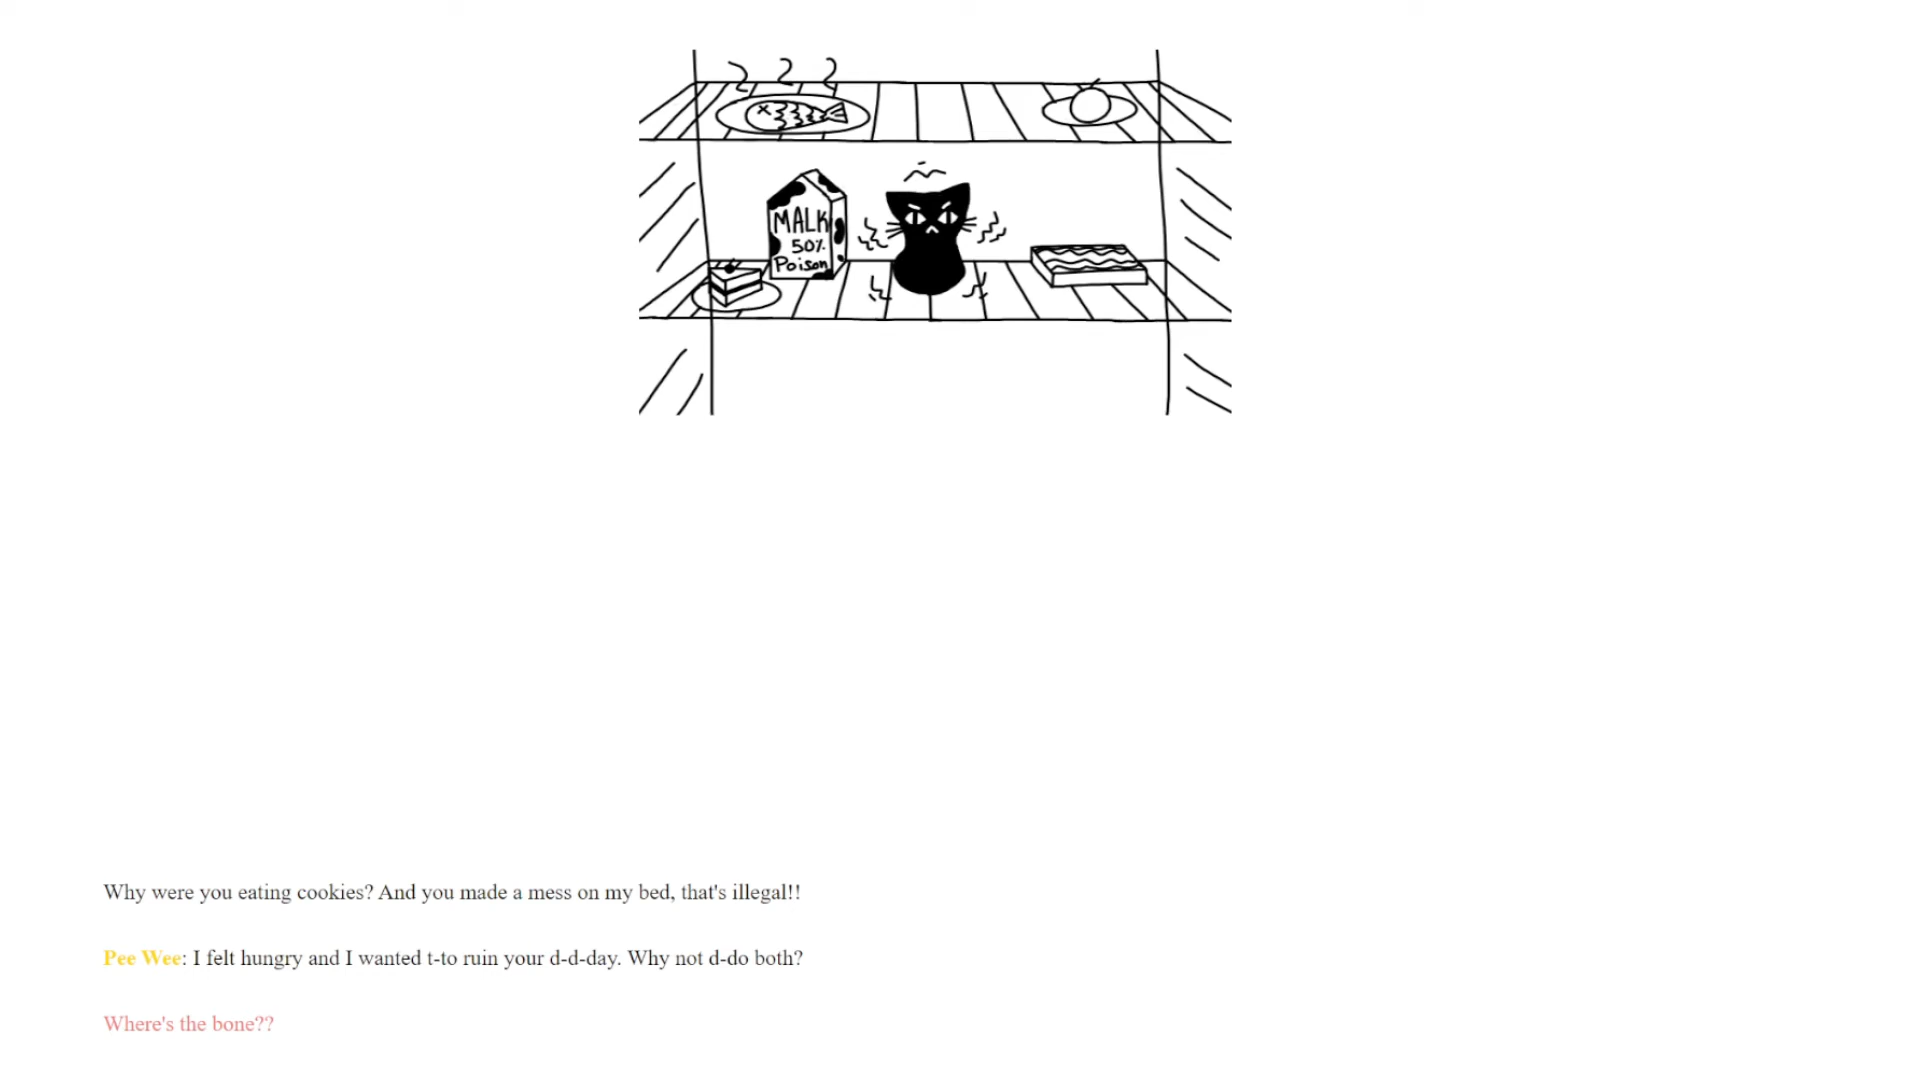 MALK
50%
Poison
Why were you eating cookies? And you made a mess on my bed, that's illegal!!
Pee Wee: I felt hungry and I wanted t-to ruin your d-d-day. Why not d-do both?
Where's the bone??